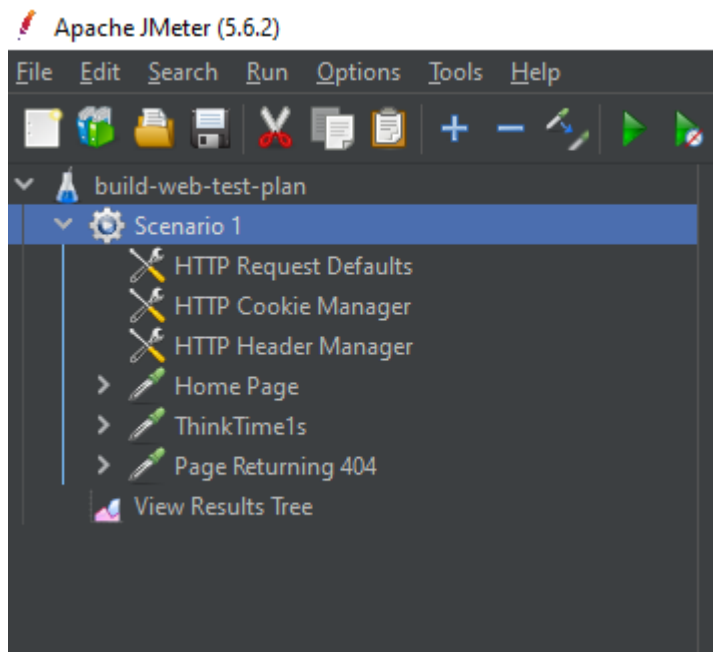 Apache JMeter (5.6.2)
File Edit Search Run Options Tools Help
build-web-test-plan
Scenario 1
HTTP Request Defaults
HTTP Cookie Manager
HTTP Header Manager
Home Page
ThinkTime1s
Page Returning 404
View Results Tree